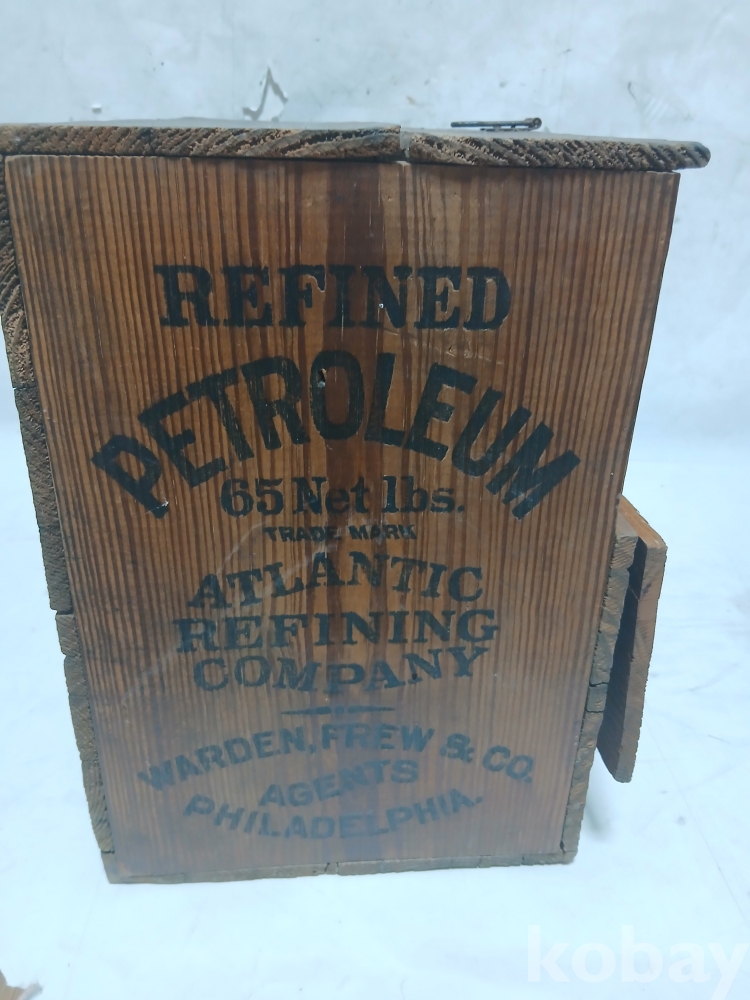 REFINED
PETROLEUM
65 Net lbs.
TRADE MARK
ATLANTIC
REFINING
COMPANY
WARDEN, FREW & CO.
AGENTS
PHILADELPHIA.
kobay